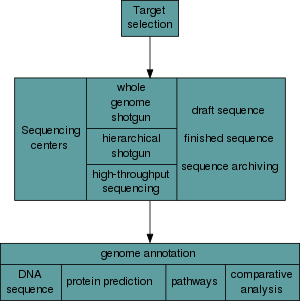 Target
selection
Sequencing
centers
whole
genome
shotgun
hierarchical
shotgun
high-throughput
sequencing
draft sequence
finished sequence
sequence archiving
genome annotation
DNA
sequence
protein prediction
pathways
comparative
analysis